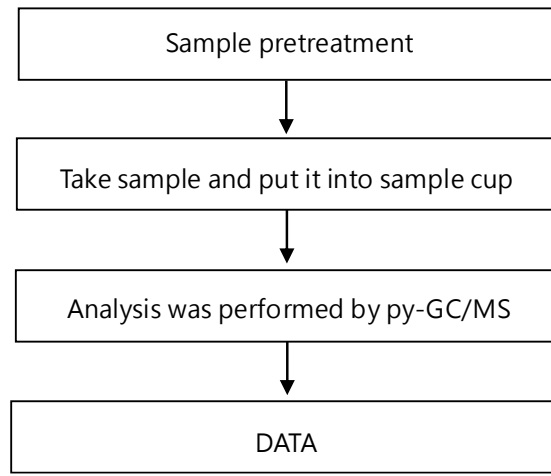 Sample pretreatment
Take sample and put it into sample cup
Analysis was performed by py-GC/MS
DATA